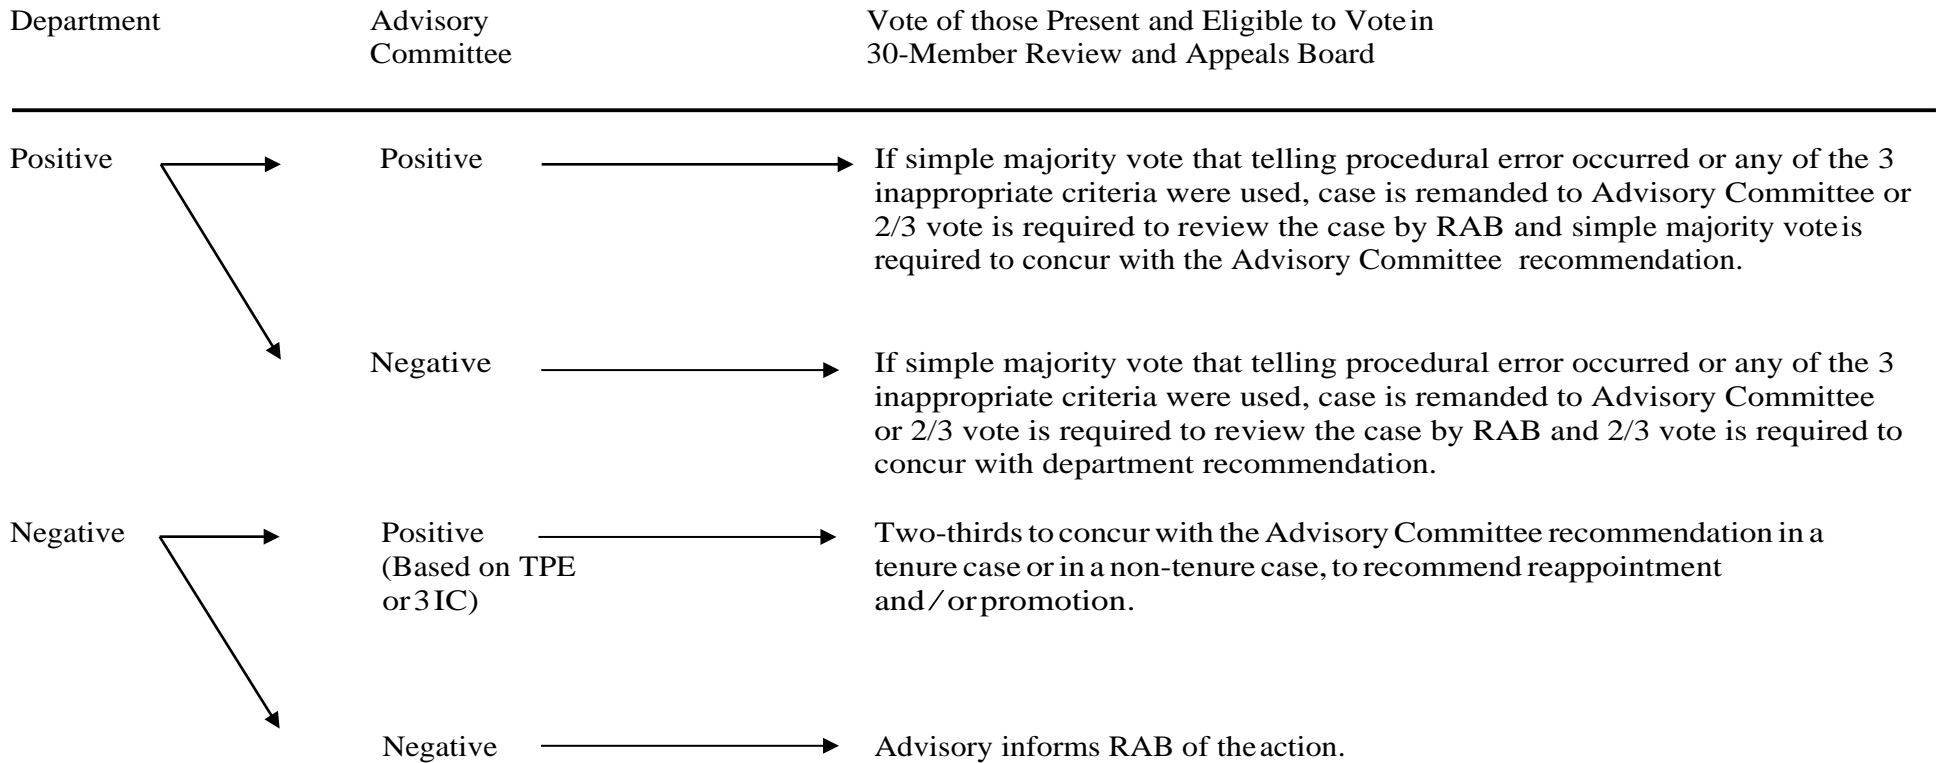 Department
Advisory
Committee
Vote of those Present and Eligible to Vote in
30-Member Review and Appeals Board
Positive
Positive
If simple majority vote that telling procedural error occurred or any of the 3
inappropriate criteria were used, case is remanded to Advisory Committee or
2/3 vote is required to review the case by RAB and simple majority vote is
required to concur with the Advisory Committee recommendation.
Negative
If simple majority vote that telling procedural error occurred or any of the 3
inappropriate criteria were used, case is remanded to Advisory Committee
or 2/3 vote is required to review the case by RAB and 2/3 vote is required to
concur with department recommendation.
Negative
Positive
(Based on TPE
or 3 IC)
Two-thirds to concur with the Advisory Committee recommendation in a
tenure case or in a non-tenure case, to recommend reappointment
and/or promotion.
Negative
Advisory informs RAB of the action.